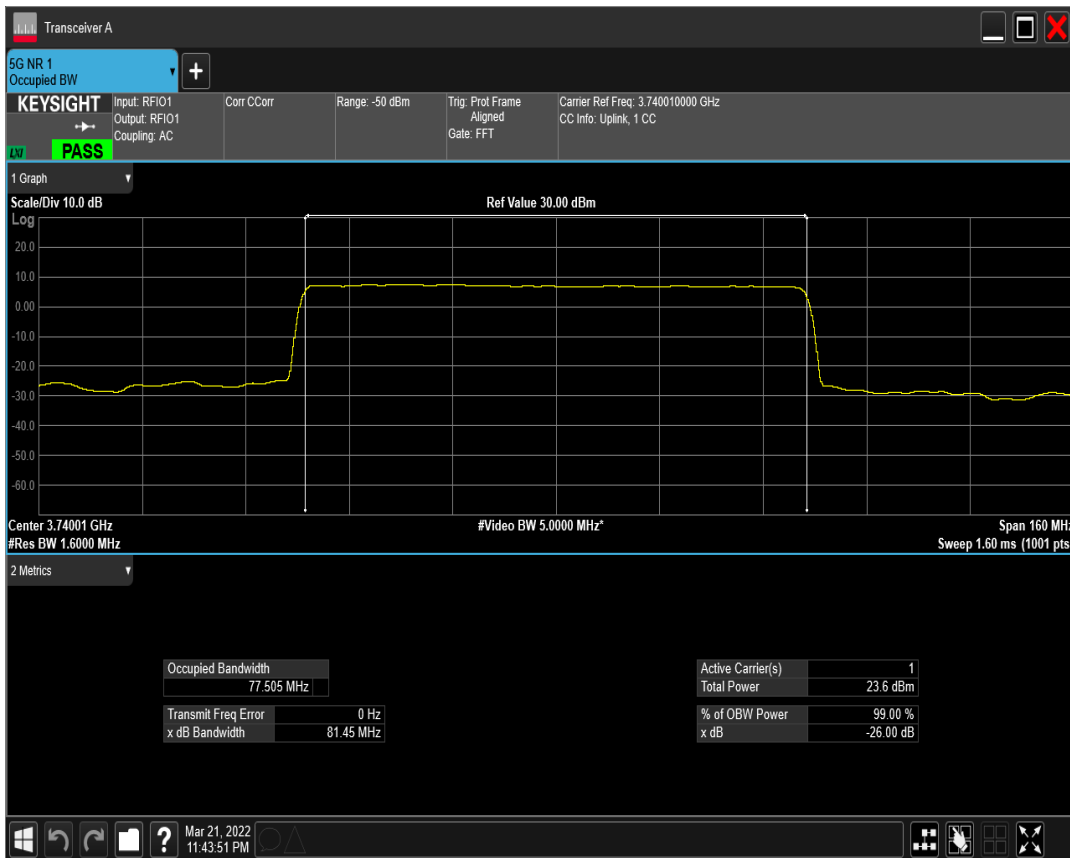 Transceiver A
5G NR 1
Occupied BW
+
KEYSIGHT
LXI
PASS
Input: RFIO1
Output: RFIO1
Coupling: AC
Corr CCorr
Range: -50 dBm
Trig: Prot Frame
Aligned
Gate: FFT
Carrier Ref Freq: 3.740010000 GHz
CC Info: Uplink, 1 CC
1 Graph
Scale/Div 10.0 dB
Ref Value 30.00 dBm
Log
20.0
10.0
0.00
-10.0
-20.0
-30.0
-40.0
-50.0
-60.0
Center 3.74001 GHz
#Video BW 5.0000 MHz*
Span 160 MHz
#Res BW 1.6000 MHz
Sweep 1.60 ms (1001 pts
2 Metrics
Occupied Bandwidth
77.505 MHz
Transmit Freq Error 0 Hz
x dB Bandwidth 81.45 MHz
Active Carrier(s) 1
Total Power 23.6 dBm
% of OBW Power 99.00 %
x dB -26.00 dB
?
Mar 21, 2022
11:43:51 PM